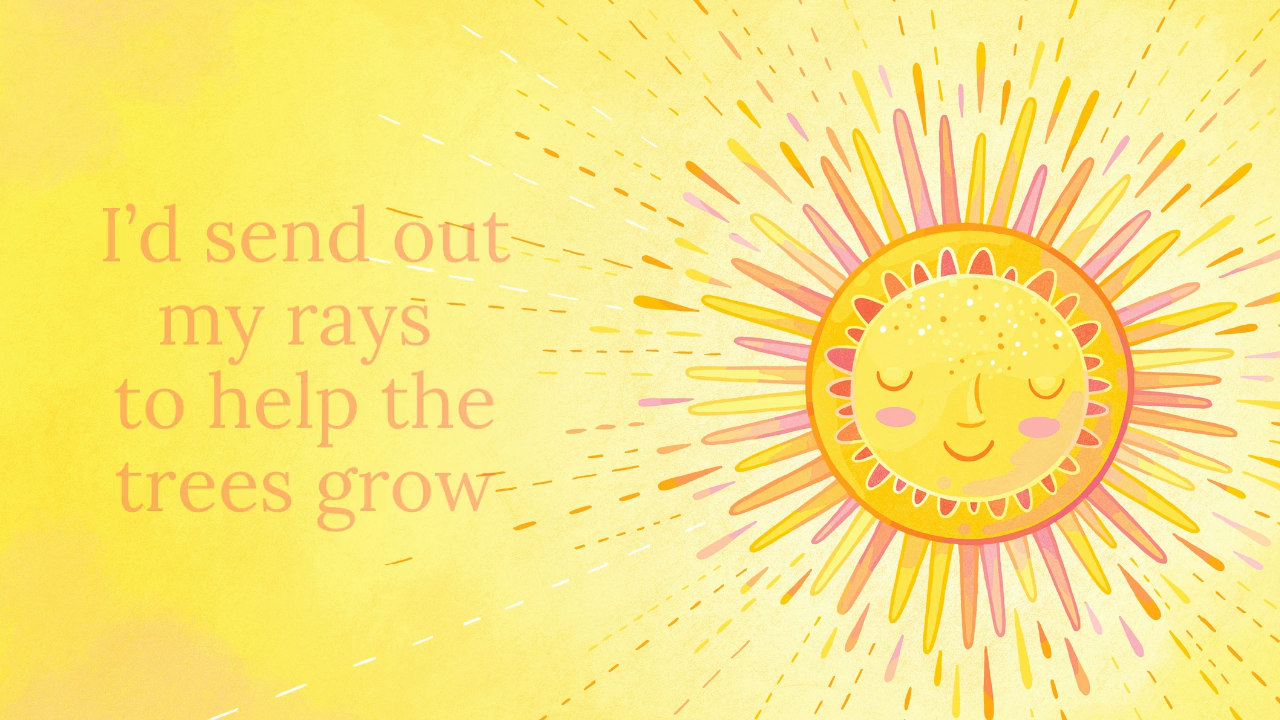 I’d send out
my rays
to help the
trees grow